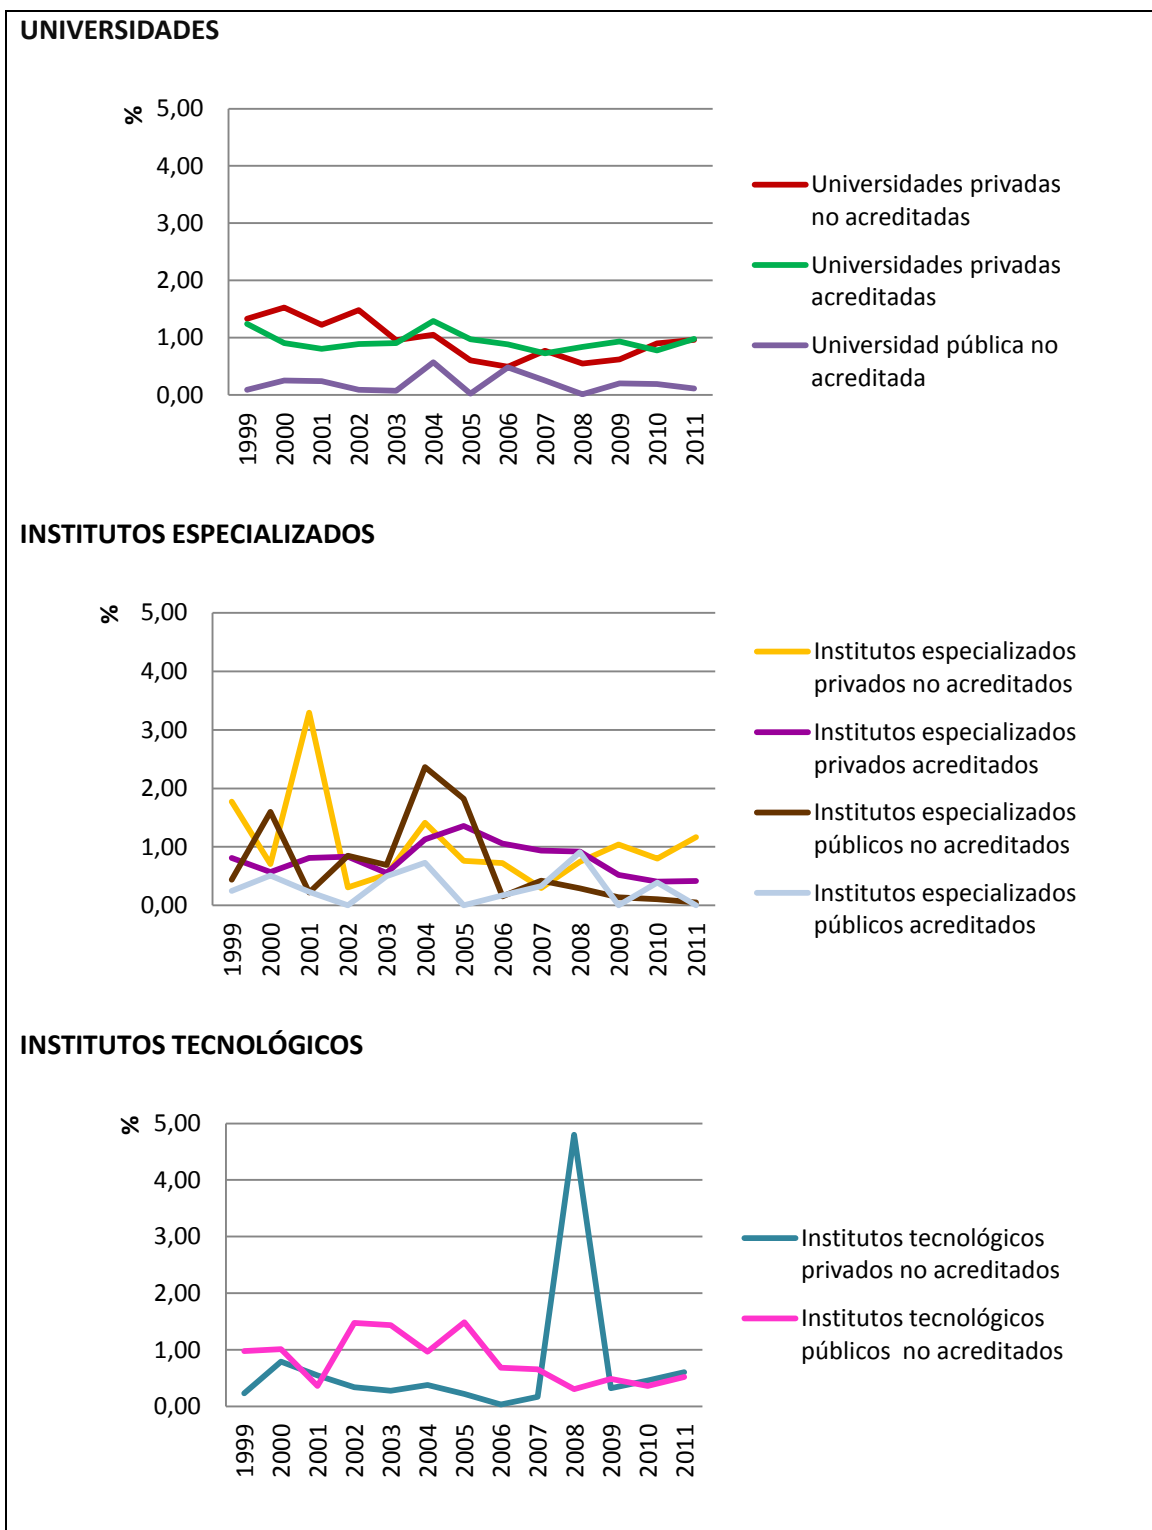 UNIVERSIDADES
%
5,00
4,00
3,00
2,00
1,00
0,00
1999
2000
2001
2002
2003
2004
2005
2006
2007
2008
2009
2010
2011
Universidades privadas
no acreditadas
Universidades privadas
acreditadas
Universidad pública no
acreditada
INSTITUTOS ESPECIALIZADOS
%
5,00
4,00
3,00
2,00
1,00
0,00
1999
2000
2001
2002
2003
2004
2005
2006
2007
2008
2009
2010
2011
Institutos especializados
privados no acreditados
Institutos especializados
privados acreditados
Institutos especializados
públicos no acreditados
Institutos especializados
públicos acreditados
INSTITUTOS TECNOLÓGICOS
%
5,00
4,00
3,00
2,00
1,00
0,00
1999
2000
2001
2002
2003
2004
2005
2006
2007
2008
2009
2010
2011
Institutos tecnológicos
privados no acreditados
Institutos tecnológicos
públicos  no acreditados